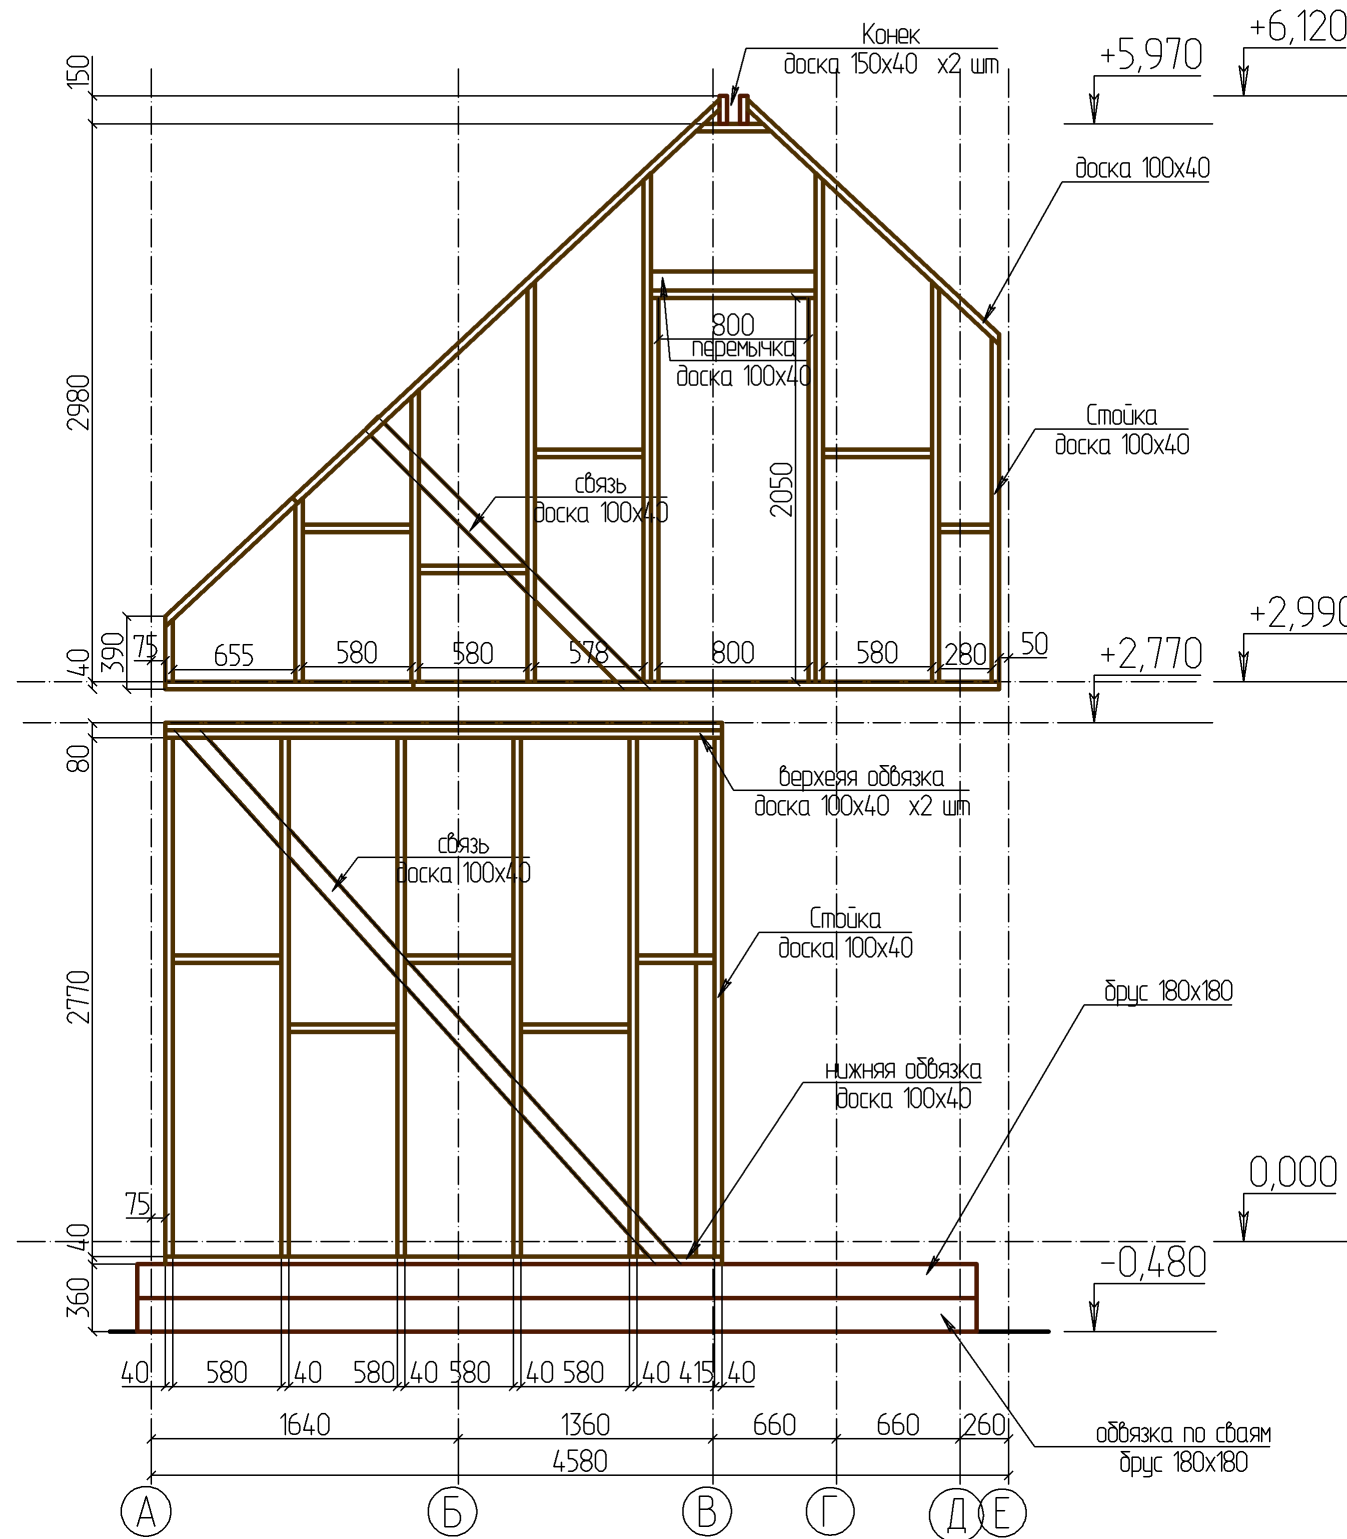 Конек
доска 150х40 х2 шт
+6,120
+5,970
150
доска 100х40
800
перемычка
доска 100х40
2980
Стойка
доска 100х40
связь
доска 100х40
2050
390
40
75
655
580
580
578
800
580
280
50
+2,990
+2,770
80
верхеяя обвязка
доска 100х40 х2 шт
связь
доска 100х40
Стойка
доска 100х40
2770
брус 180х180
нижняя обвязка
доска 100х40
75
40
0,000
-0,480
360
40
580
40
580
40
580
40
580
40
415
40
1640
1360
660
660
260
4580
обвязка по сваям
брус 180х180
А
Б
В
Г
Д
Е